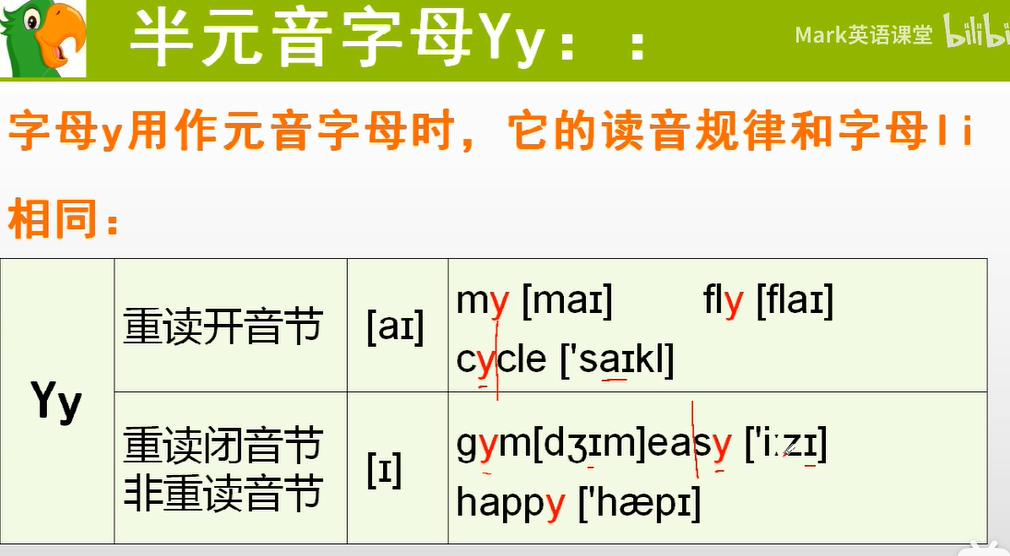 半元音字母Yy：：
Mark英语课堂 bilibi
字母y用作元音字母时，它的读音规律和字母Ii
相同：
Yy
重读开音节
[aɪ]
my [maɪ] fly [flaɪ]
cycle ['saɪkl]
重读闭音节
非重读音节
[ɪ]
gym[dʒɪm]easy ['i:zɪ]
happy ['hæpɪ]